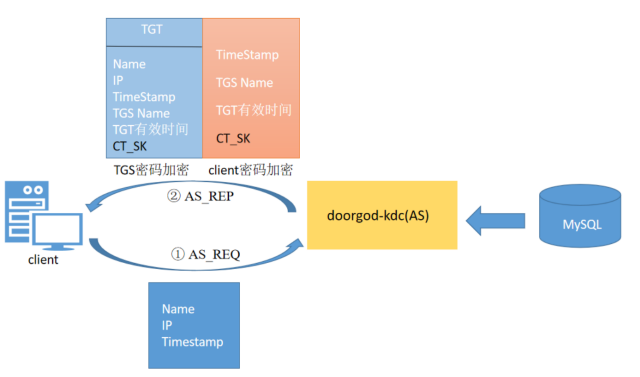 TGT
Name
IP
TimeStamp
TGS Name
TGT有效时间
CT_SK
TimeStamp
TGS Name
TGT有效时间
CT_SK
TGS密码加密
client密码加密
② AS_REP
doorgod-kdc(AS)
MySQL
client
① AS_REQ
Name
IP
Timestamp